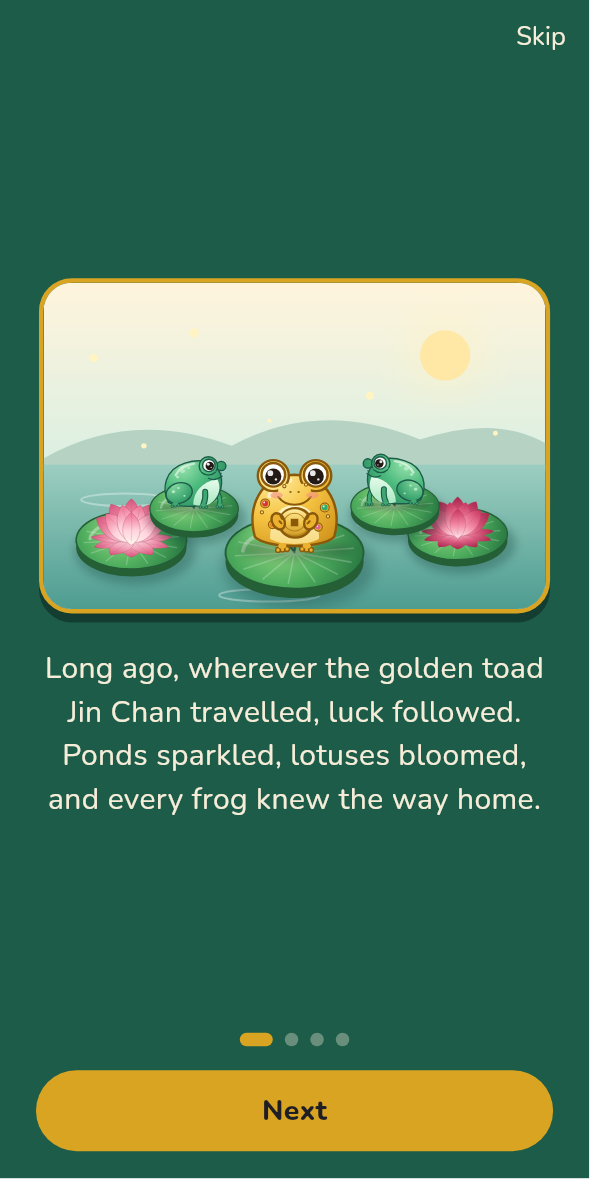 Skip
Long ago, wherever the golden toad
Jin Chan travelled, luck followed.
Ponds sparkled, lotuses bloomed,
and every frog knew the way home.
Next